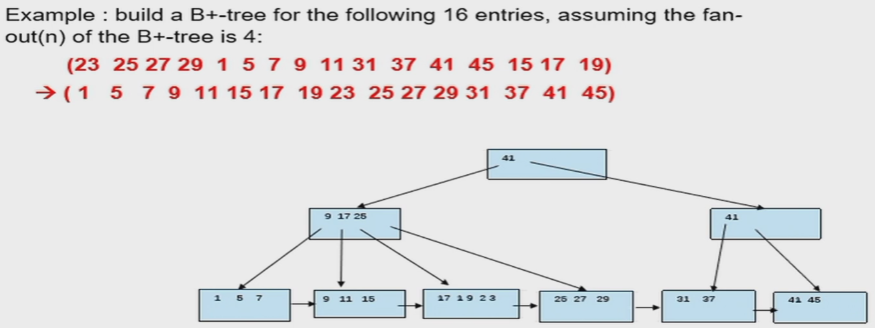 Example : build a B+-tree for the following 16 entries, assuming the fan-
out(n) of the B+-tree is 4:
(23 25 27 29 1 5 7 9 11 31 37 41 45 15 17 19)
→ ( 1 5 7 9 11 15 17 19 23 25 27 29 31 37 41 45)
41
9 17 25
41
1 5 7
9 11 15
17 19 23
25 27 29
31 37
41 45